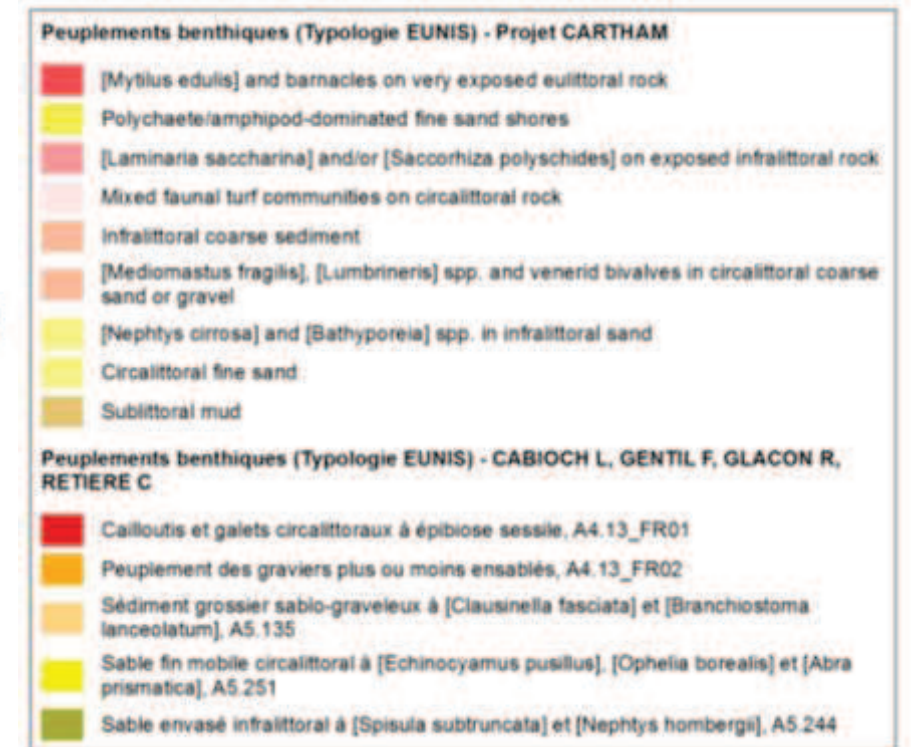 Peuplements benthiques (Typologie EUNIS) - Projet CARTHAM
[Mytilus edulis] and barnacles on very exposed eulittoral rock
Polychaete/amphipod-dominated fine sand shores
[Laminaria saccharina] and/or [Saccorhiza polyschides] on exposed infralittoral rock
Mixed faunal turf communities on circalittoral rock
Infralittoral coarse sediment
[Mediomastus fragilis], [Lumbrineris] spp. and venerid bivalves in circalittoral coarse
sand or gravel
[Nephtys cirrosa] and [Bathyporeia] spp. in infralittoral sand
Circalittoral fine sand
Sublittoral mud
Peuplements benthiques (Typologie EUNIS) - CABIOCH L, GENTIL F, GLACON R,
RETIERE C
Cailloutis et galets circalittoraux à épibiose sessile, A4.13_FR01
Peuplement des graviers plus ou moins ensablés, A4.13_FR02
Sédiment grossier sablo-graveleux à [Clausinella fasciata] et [Branchiostoma
lanceolatum], A5.135
Sable fin mobile circalittoral à [Echinocyamus pusillus], [Ophelia borealis] et [Abra
prismatica], A5.251
Sable envasé infralittoral à [Spisula subtruncata] et [Nephtys hombergii], A5.244